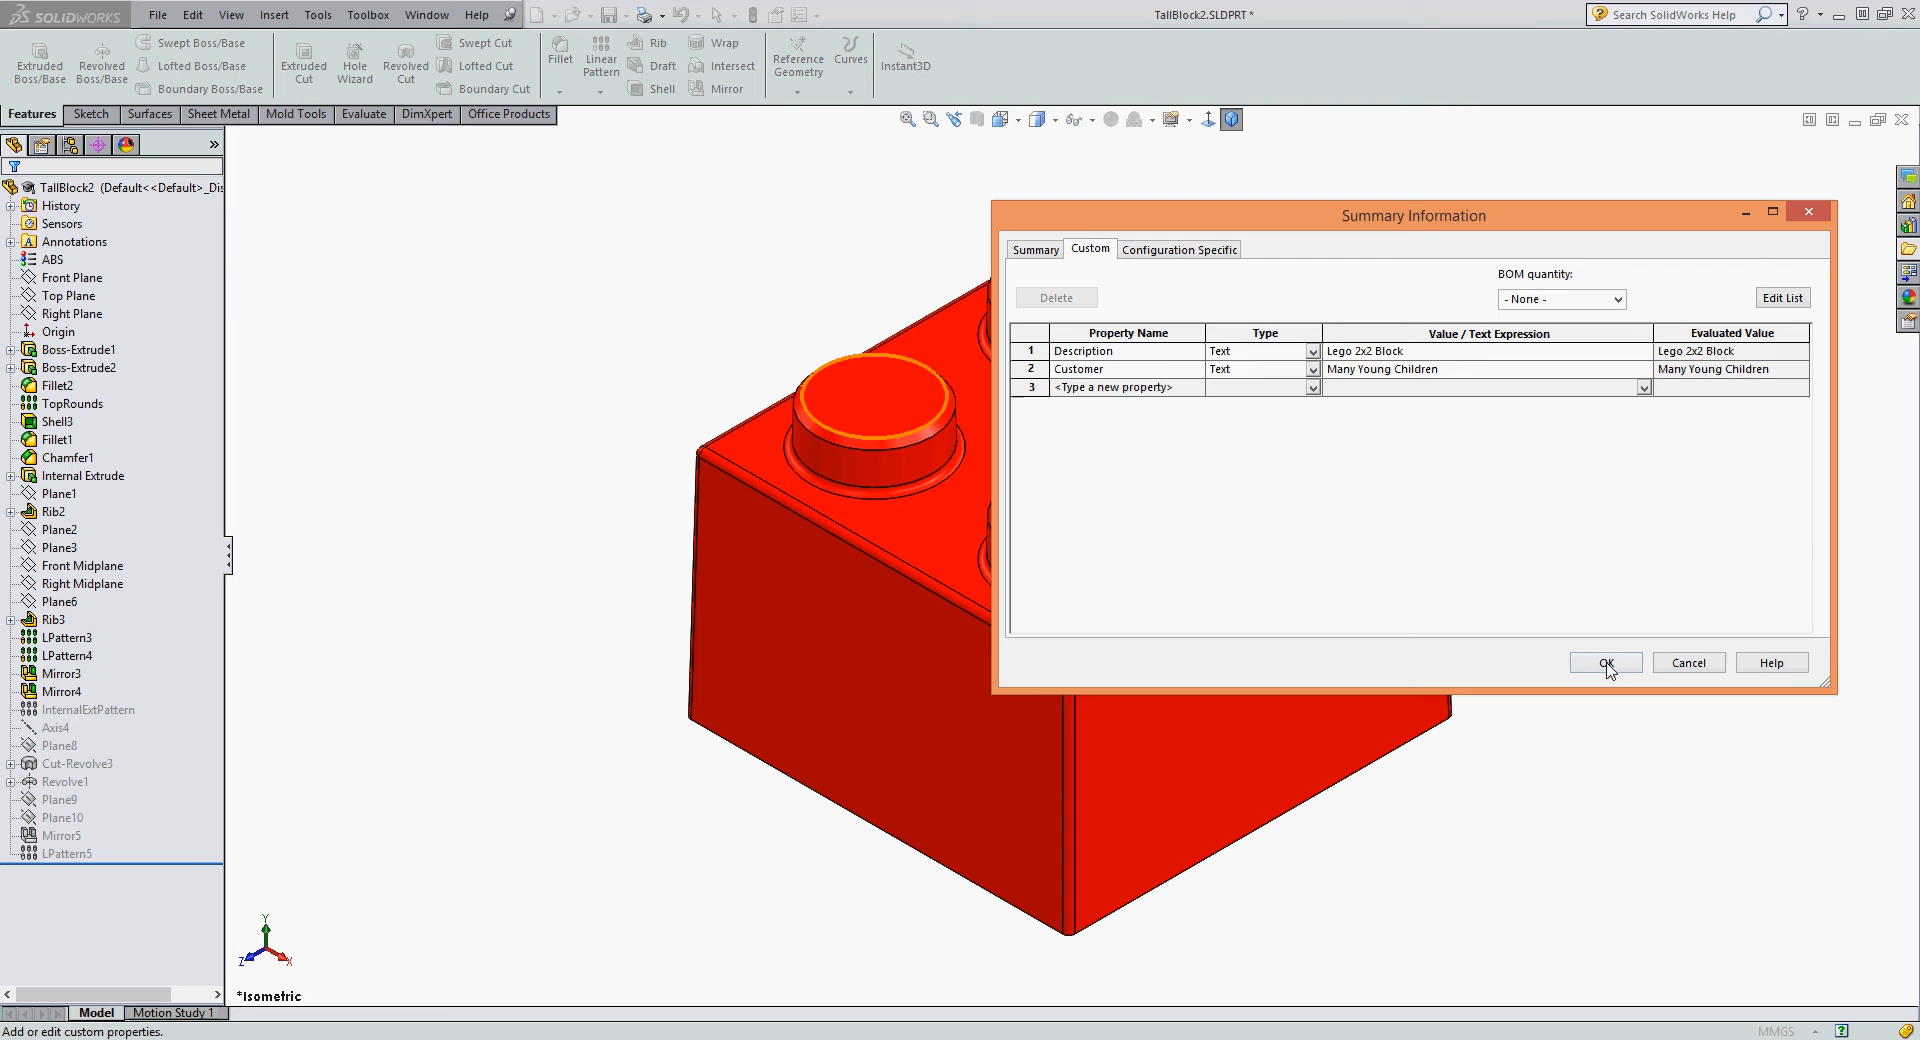 SOLIDWORKS File Edit View Insert Tools Toolbox Window Help TallBlock2.SLDPRT * Search SolidWorks Help
Extruded Boss/Base
Revolved Boss/Base
Swept Boss/Base
Lofted Boss/Base
Boundary Boss/Base
Extruded Cut
Hole Wizard
Revolved Cut
Swept Cut
Lofted Cut
Boundary Cut
Fillet
Linear Pattern
Rib
Draft
Shell
Wrap
Intersect
Mirror
Reference Geometry
Curves
Instant3D
Features Sketch Surfaces Sheet Metal Mold Tools Evaluate DimXpert Office Products
TallBlock2 (Default<<Default>_Dis
History
Sensors
Annotations
ABS
Front Plane
Top Plane
Right Plane
Origin
Boss-Extrude1
Boss-Extrude2
Fillet2
TopRounds
Shell3
Fillet1
Chamfer1
Internal Extrude
Plane1
Rib2
Plane2
Plane3
Front Midplane
Right Midplane
Plane6
Rib3
LPattern3
LPattern4
Mirror3
Mirror4
InternalExtPattern
Axis4
Plane8
Cut-Revolve3
Revolve1
Plane9
Plane10
Mirror5
LPattern5
Summary Information
Summary Custom Configuration Specific
BOM quantity:
Delete - None - Edit List
Property Name Type Value / Text Expression Evaluated Value
1 Description Text Lego 2x2 Block Lego 2x2 Block
2 Customer Text Many Young Children Many Young Children
3 <Type a new property>
OK Cancel Help
Y
Z X
*Isometric
Model Motion Study 1
Add or edit custom properties. MMGS